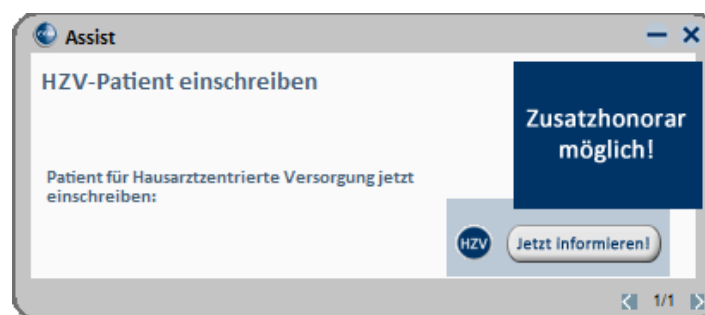 Assist
HZV-Patient einschreiben
Zusatzhonorar
möglich!
Patient für Hausarztzentrierte Versorgung jetzt
einschreiben:
HZV
Jetzt informieren!
1/1